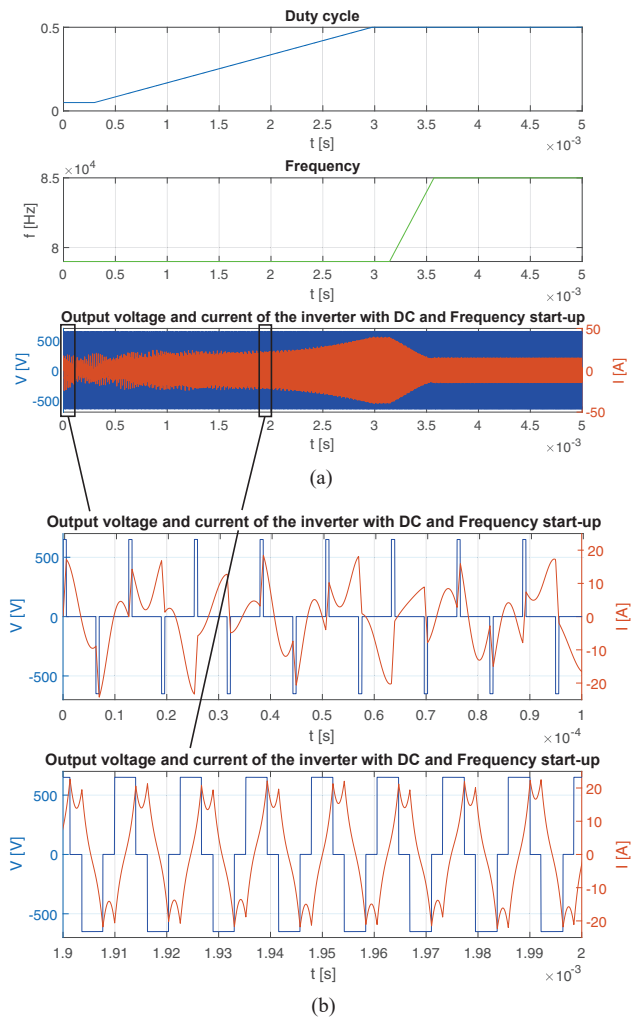 Duty cycle
0.5
0
0 0.5 1 1.5 2 2.5 3 3.5 4 4.5 5
t [s] ×10⁻³
Frequency
×10⁴
8.5
8
f [Hz]
0 0.5 1 1.5 2 2.5 3 3.5 4 4.5 5
t [s] ×10⁻³
Output voltage and current of the inverter with DC and Frequency start-up
500 50
0 0
-500 -50
V [V] I [A]
0 0.5 1 1.5 2 2.5 3 3.5 4 4.5 5
t [s] ×10⁻³
(a)
Output voltage and current of the inverter with DC and Frequency start-up
500 20
10
0 0
-10
-500 -20
V [V] I [A]
0 0.1 0.2 0.3 0.4 0.5 0.6 0.7 0.8 0.9 1
t [s] ×10⁻⁴
Output voltage and current of the inverter with DC and Frequency start-up
500 20
10
0 0
-10
-500 -20
V [V] I [A]
1.9 1.91 1.92 1.93 1.94 1.95 1.96 1.97 1.98 1.99 2
t [s] ×10⁻³
(b)